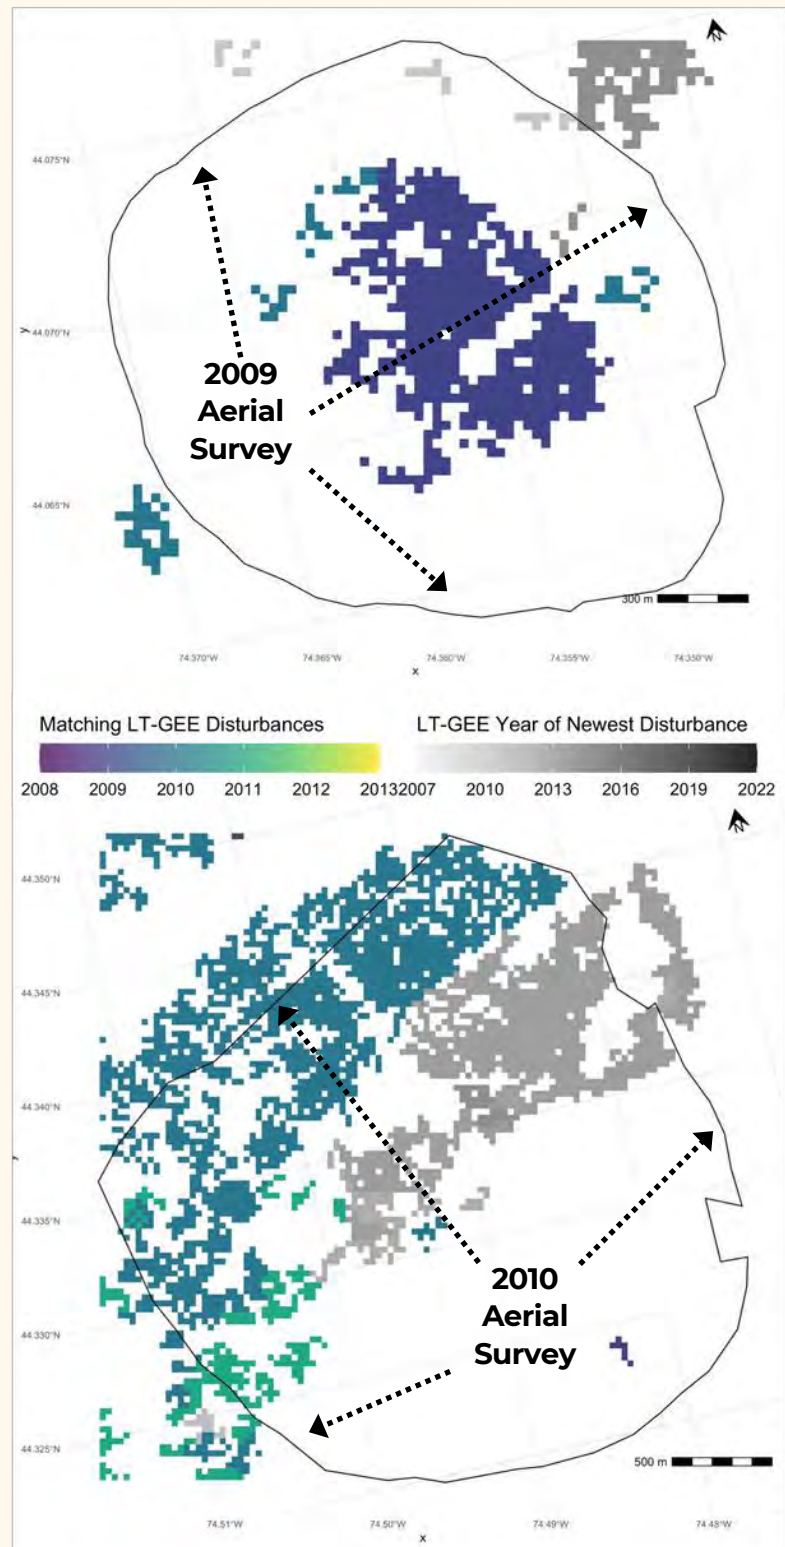 N
44.075°N
44.070°N
44.065°N
y
2009
Aerial
Survey
300 m
74.370°W 74.365°W 74.360°W 74.355°W 74.350°W
x
Matching LT-GEE Disturbances LT-GEE Year of Newest Disturbance
2008 2009 2010 2011 2012 2013 2007 2010 2013 2016 2019 2022
N
44.350°N
44.345°N
44.340°N
y
44.335°N
44.330°N
44.325°N
2010
Aerial
Survey
500 m
74.51°W 74.50°W 74.49°W 74.48°W
x